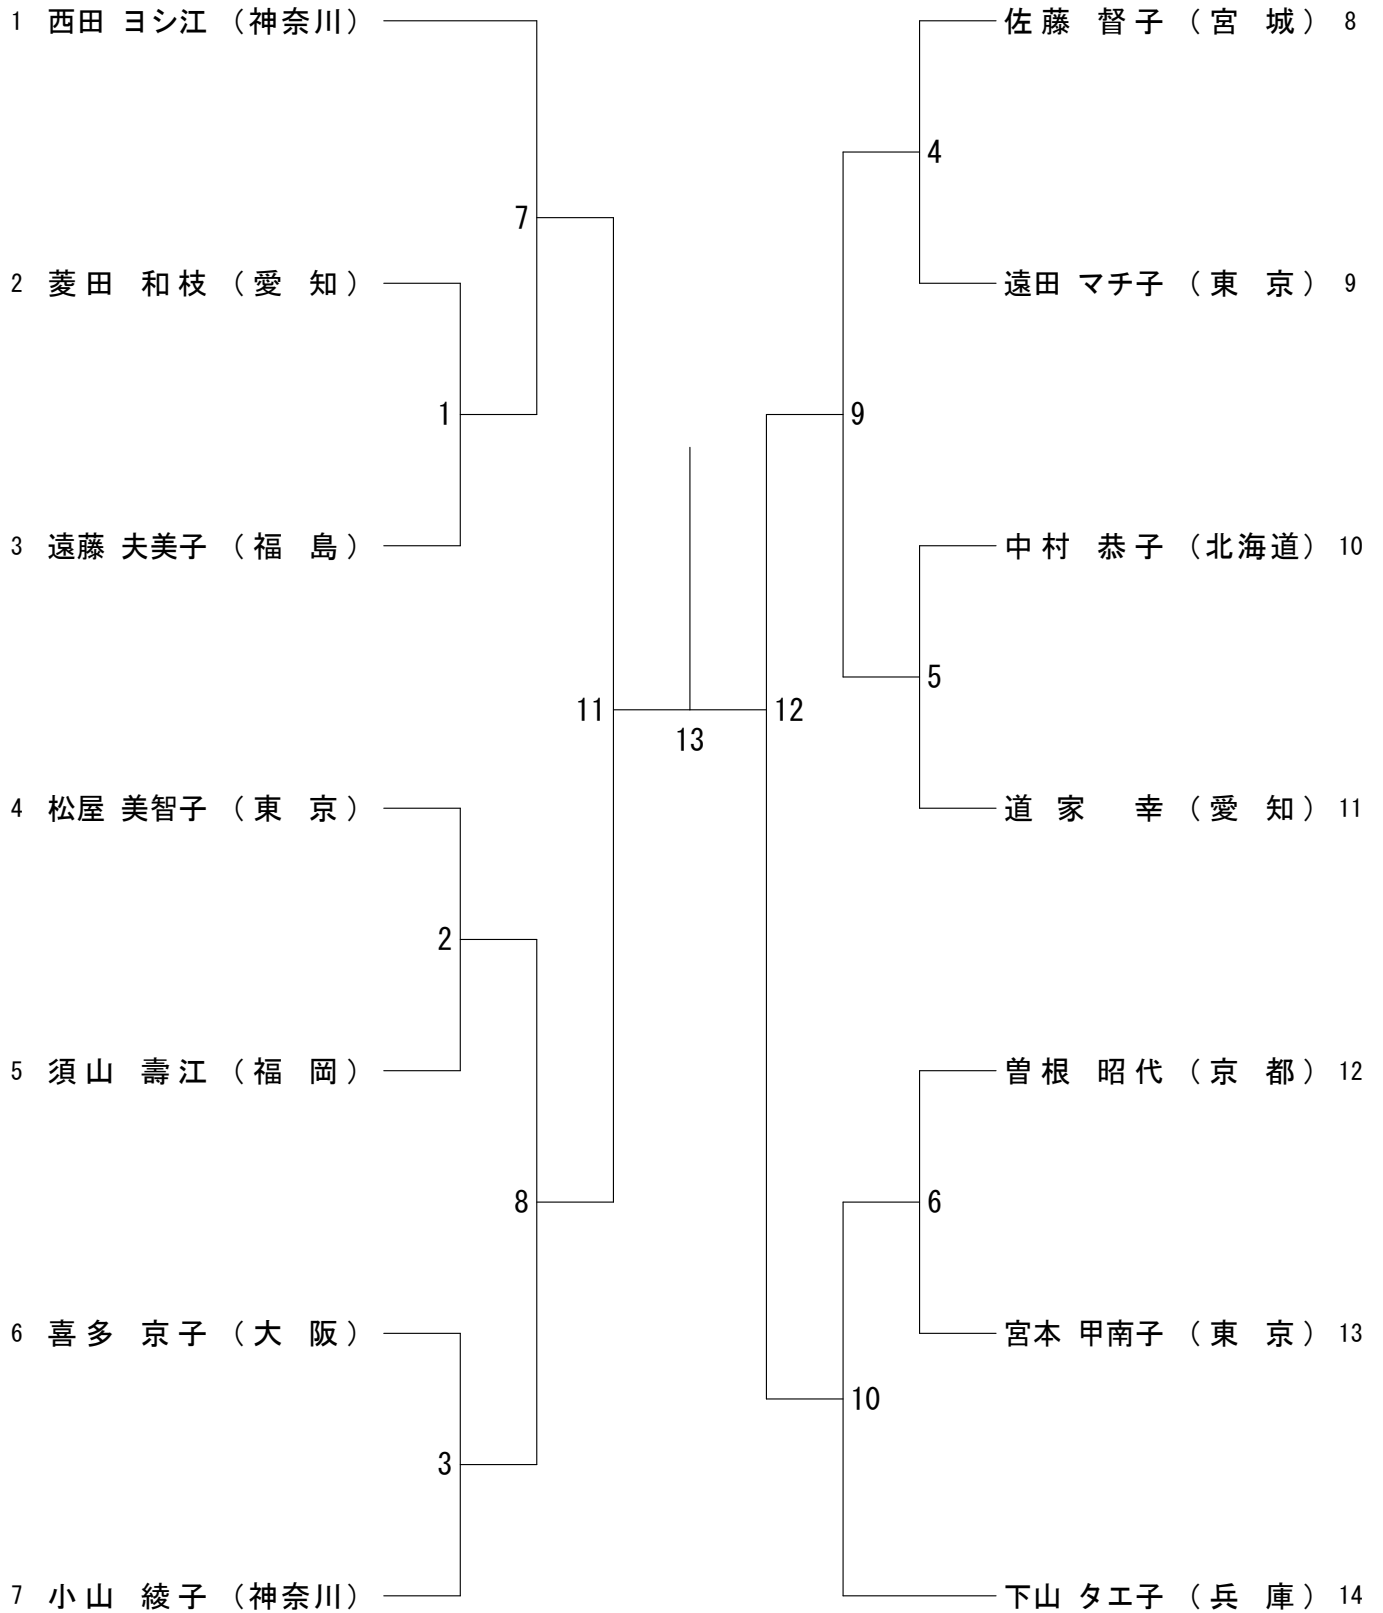 1 西田 ヨシ江 （神奈川）
2 菱田 和枝 （愛 知）
3 遠藤 夫美子 （福 島）
4 松屋 美智子 （東 京）
5 須山 壽江 （福 岡）
6 喜多 京子 （大 阪）
7 小山 綾子 （神奈川）
7
1
11
2
8
3
13
佐藤 督子 （宮 城） 8
遠田 マチ子 （東 京） 9
中村 恭子 （北海道） 10
道家 幸 （愛 知） 11
曽根 昭代 （京 都） 12
宮本 甲南子 （東 京） 13
下山 タエ子 （兵 庫） 14
4
9
5
12
6
10